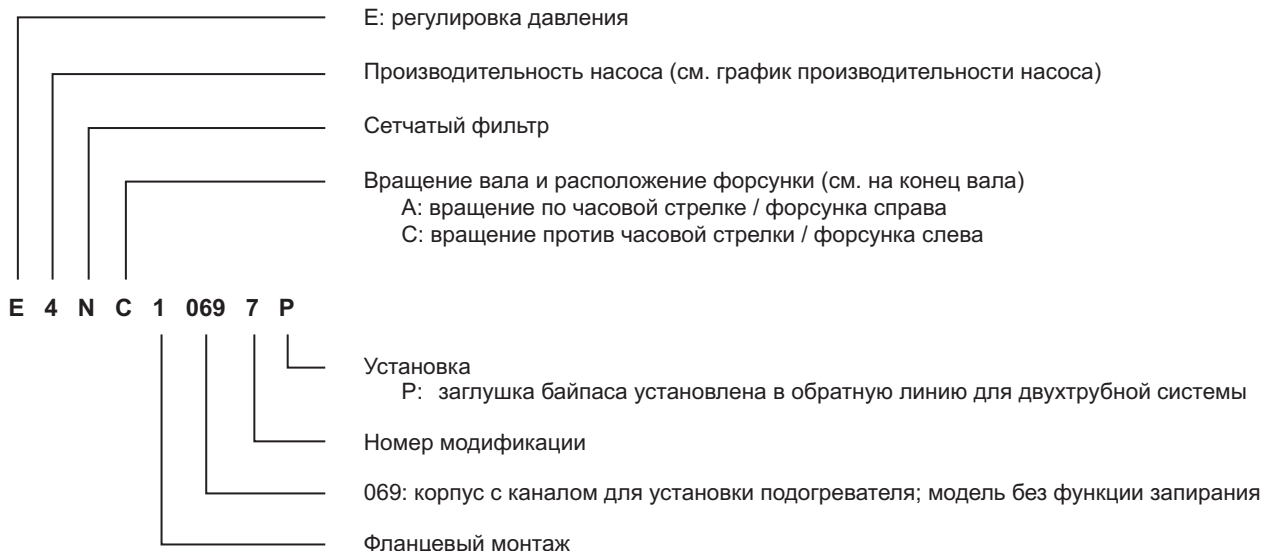 Е: регулировка давления
Производительность насоса (см. график производительности насоса)
Сетчатый фильтр
Вращение вала и расположение форсунки (см. на конец вала)
А: вращение по часовой стрелке / форсунка справа
С: вращение против часовой стрелки / форсунка слева
E 4 N C 1 069 7 P
Установка
Р: заглушка байпаса установлена в обратную линию для двухтрубной системы
Номер модификации
069: корпус с каналом для установки подогревателя; модель без функции запирания
Фланцевый монтаж